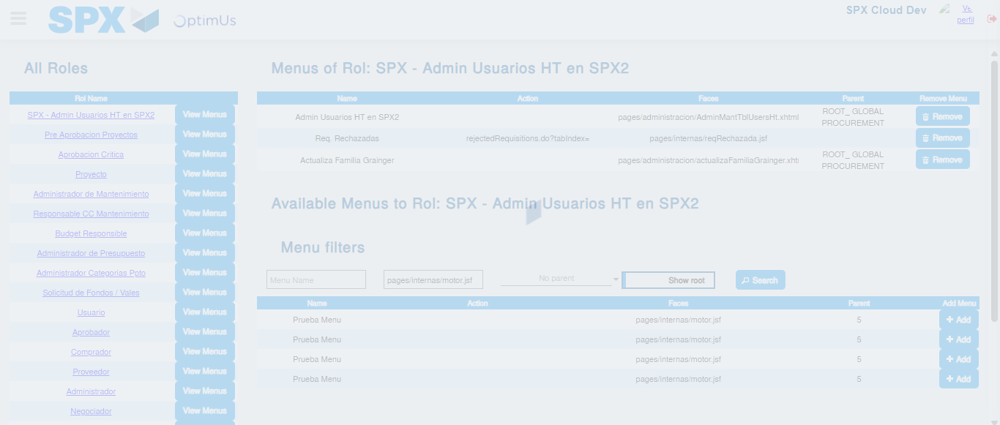 SPX OptimUs
SPX Cloud Dev
perfil
All Roles
Rol Name
SPX - Admin Usuarios HT en SPX2 View Menus
Pre Aprobacion Proyectos View Menus
Aprobacion Critica View Menus
Proyecto View Menus
Administrador de Mantenimiento View Menus
Responsable CC Mantenimiento View Menus
Budget Responsible View Menus
Administrador de Presupuesto View Menus
Administrador Categorias Ppto View Menus
Solicitud de Fondos / Vales View Menus
Usuario View Menus
Aprobador View Menus
Comprador View Menus
Proveedor View Menus
Administrador View Menus
Negociador View Menus
Menus of Rol: SPX - Admin Usuarios HT en SPX2
Name Action Faces Parent Remove Menu
Admin Usuarios HT en SPX2 pages/administracion/AdminMantTblUsersHt.xhtml ROOT_ GLOBAL
PROCUREMENT Remove
Req. Rechazadas rejectedRequisitions.do?tabIndex= pages/internas/reqRechazada.jsf Remove
Actualiza Familia Grainger pages/administracion/actualizaFamiliaGrainger.xht ROOT_ GLOBAL
PROCUREMENT Remove
Available Menus to Rol: SPX - Admin Usuarios HT en SPX2
Menu filters
Menu Name pages/internas/motor.jsf No parent Show root Search
Name Action Faces Parent Add Menu
Prueba Menu pages/internas/motor.jsf 5 Add
Prueba Menu pages/internas/motor.jsf 5 Add
Prueba Menu pages/internas/motor.jsf 5 Add
Prueba Menu pages/internas/motor.jsf 5 Add